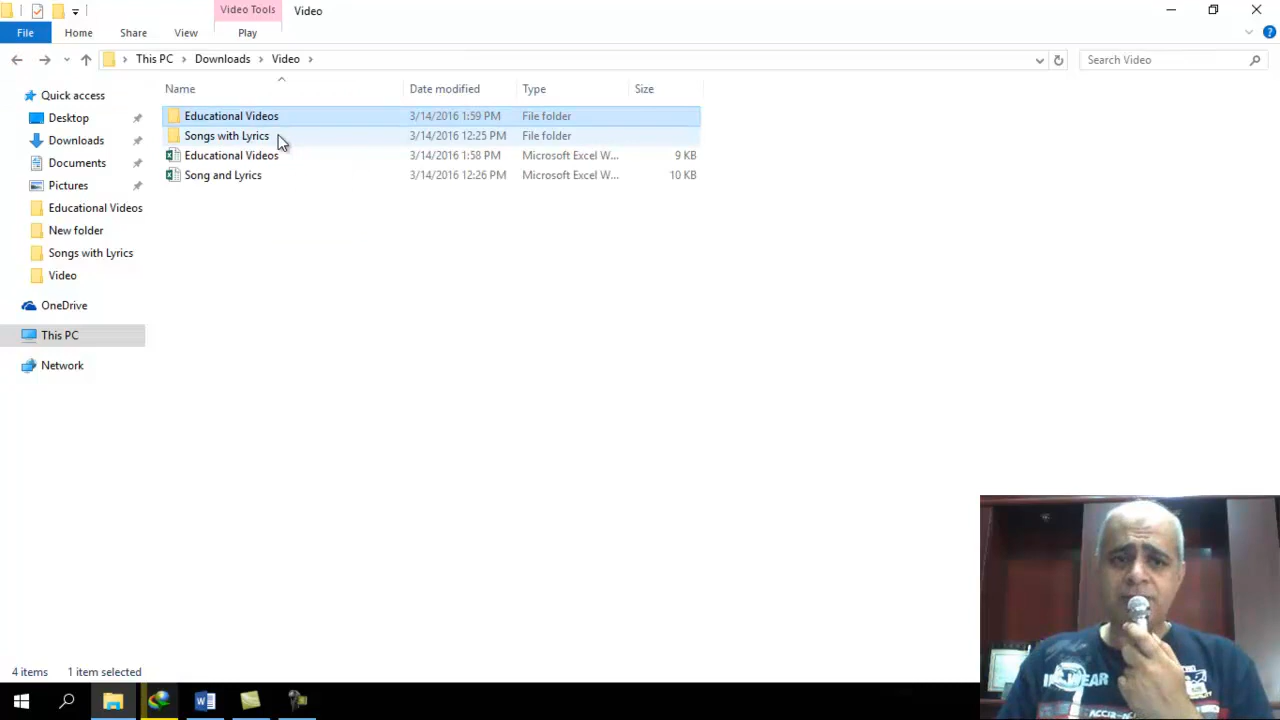 Video Tools
Video
File
Home
Share
View
Play
This PC
Downloads
Video
Search Video
Name
Date modified
Type
Size
Quick access
Desktop
Downloads
Documents
Pictures
Educational Videos
New folder
Songs with Lyrics
Video
OneDrive
This PC
Network
Educational Videos 3/14/2016 1:59 PM File folder
Songs with Lyrics 3/14/2016 12:25 PM File folder
Educational Videos 3/14/2016 1:58 PM Microsoft Excel W... 9 KB
Song and Lyrics 3/14/2016 12:26 PM Microsoft Excel W... 10 KB
4 items
1 item selected
WEAR